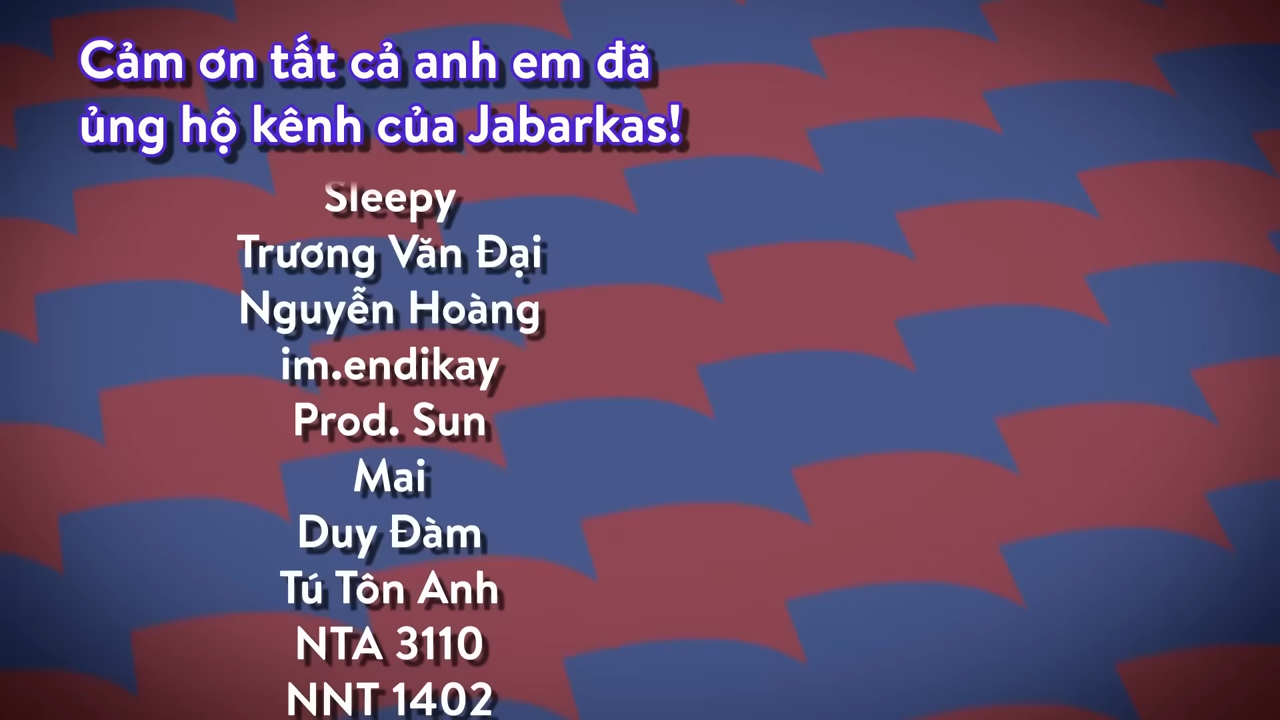 Cảm ơn tất cả anh em đã
ủng hộ kênh của Jabarkas!
Sleepy
Trương Văn Đại
Nguyễn Hoàng
im.endikay
Prod. Sun
Mai
Duy Đàm
Tú Tôn Anh
NTA 3110
NNT 1402